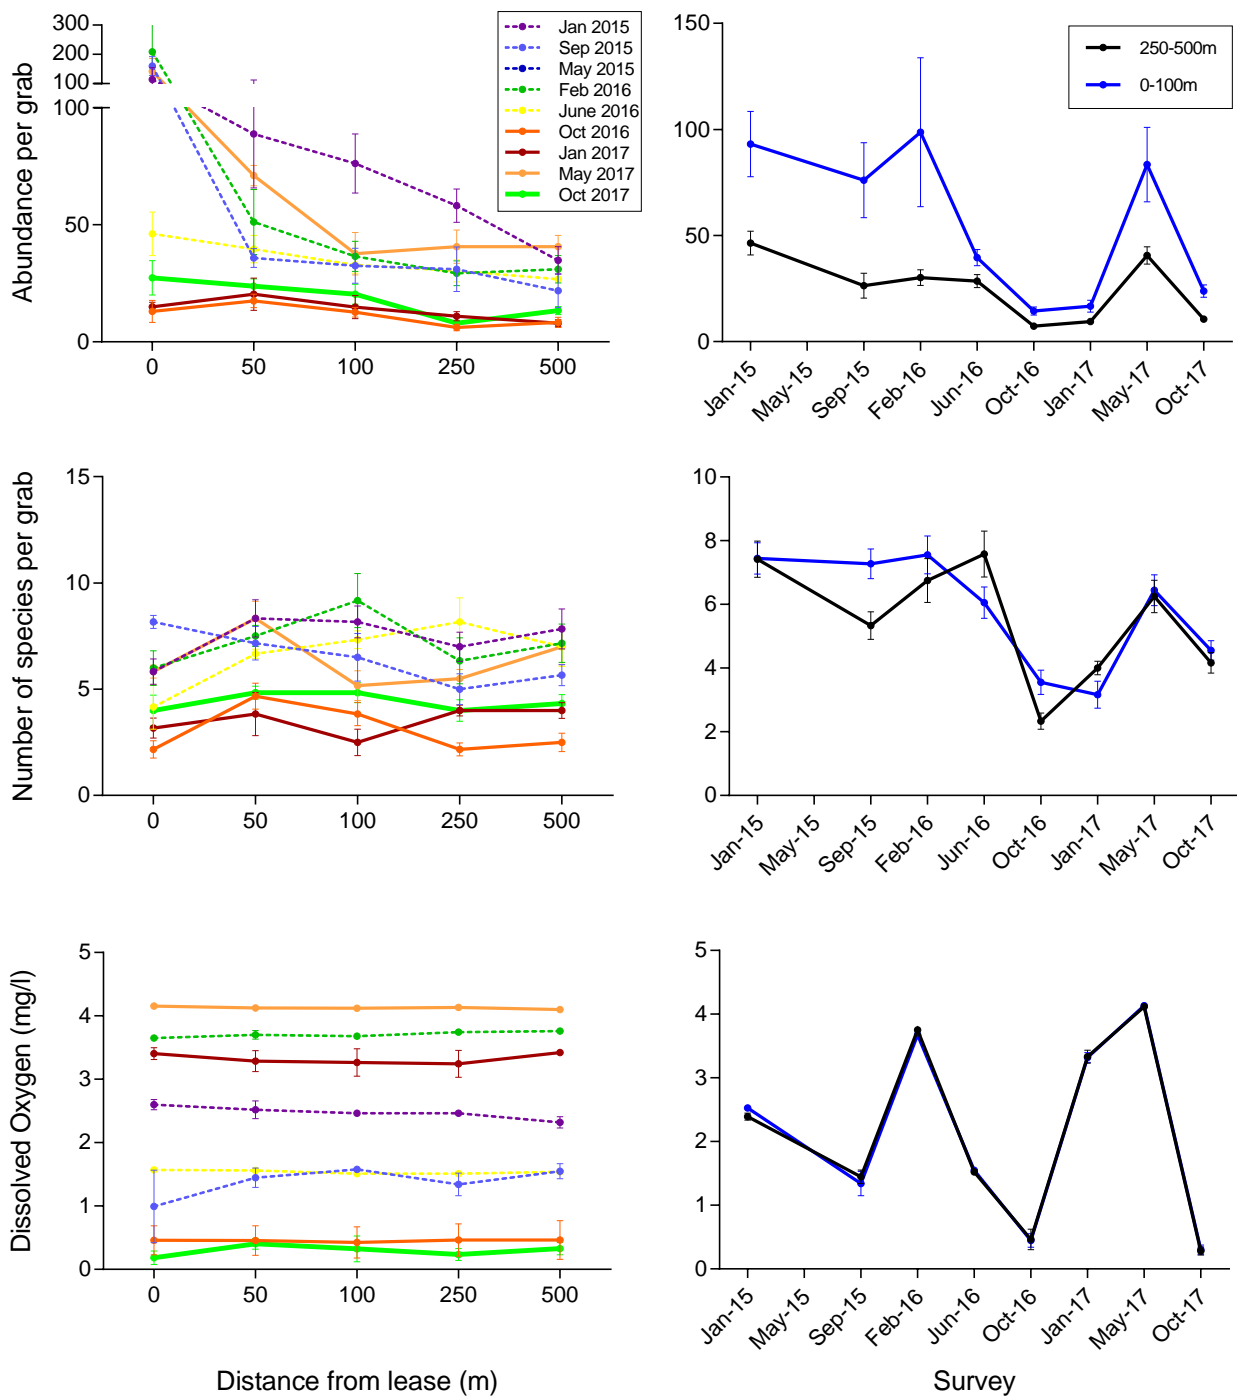 Abundance per grab
300
200
100
100
50
0
0
50
100
250
500
Jan 2015
Sep 2015
May 2015
Feb 2016
June 2016
Oct 2016
Jan 2017
May 2017
Oct 2017
150
100
50
0
Jan-15
May-15
Sep-15
Feb-16
Jun-16
Oct-16
Jan-17
May-17
Oct-17
250-500m
0-100m
Number of species per grab
15
10
5
0
0
50
100
250
500
10
8
6
4
2
0
Jan-15
May-15
Sep-15
Feb-16
Jun-16
Oct-16
Jan-17
May-17
Oct-17
Dissolved Oxygen (mg/l)
5
4
3
2
1
0
0
50
100
250
500
Distance from lease (m)
5
4
3
2
1
0
Jan-15
May-15
Sep-15
Feb-16
Jun-16
Oct-16
Jan-17
May-17
Oct-17
Survey